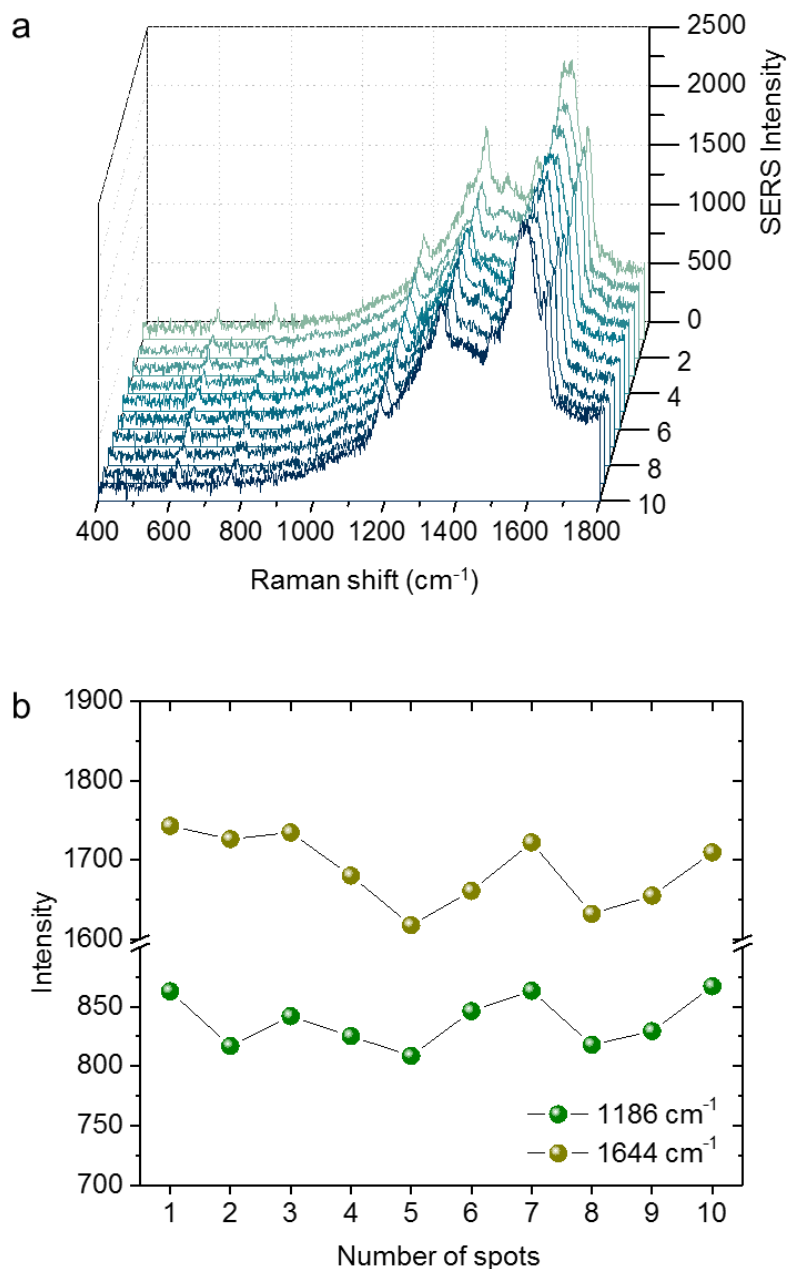 a
2500
2000
1500
1000
500
0
SERS Intensity
2
4
6
8
10
400 600 800 1000 1200 1400 1600 1800
Raman shift (cm⁻¹)
b
1900
1800
1700
1600
850
800
750
700
Intensity
1186 cm⁻¹
1644 cm⁻¹
1 2 3 4 5 6 7 8 9 10
Number of spots